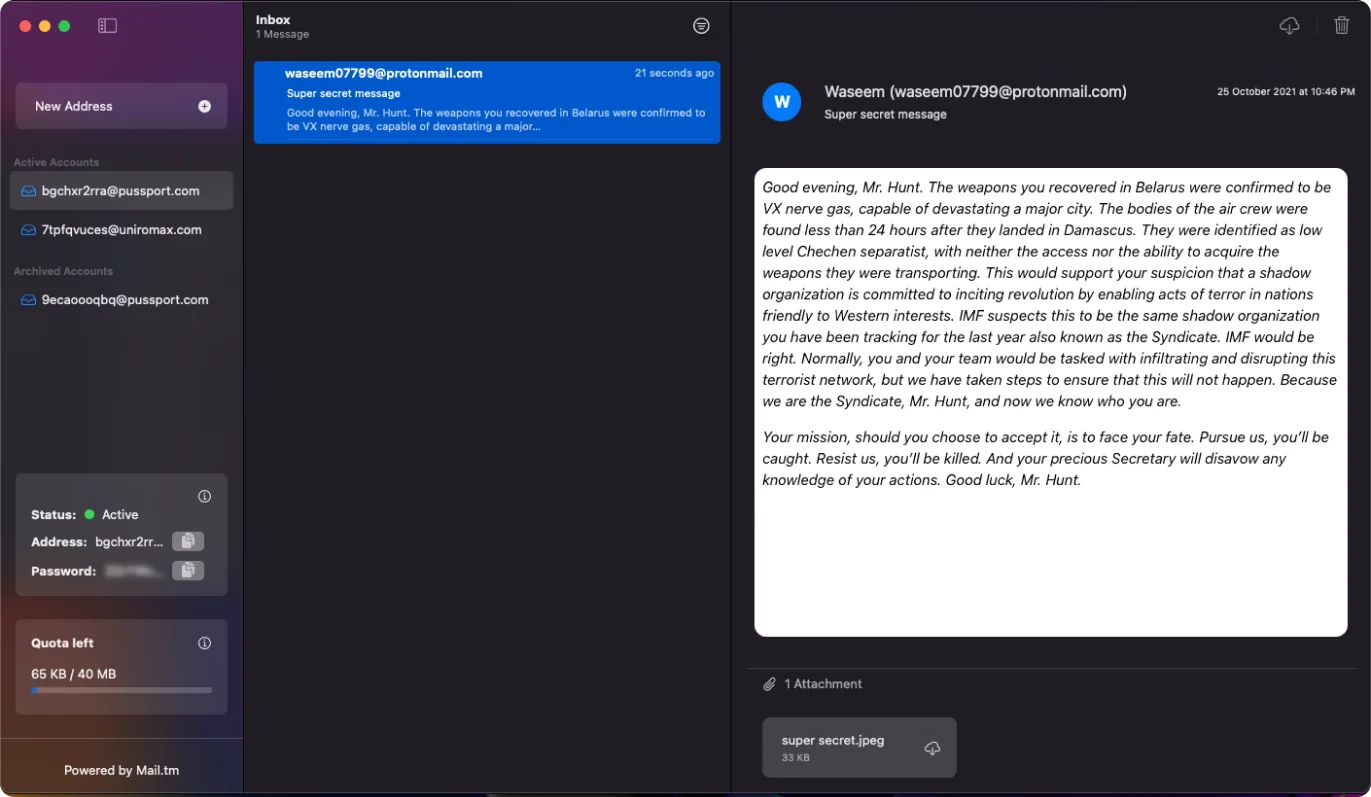 New Address
Active Accounts
bgchxr2rra@pussport.com
7tpfqvuces@uniromax.com
Archived Accounts
9ecaoooqbq@pussport.com
Status: Active
Address: bgchxr2rr...
Password:
Quota left
65 KB / 40 MB
Powered by Mail.tm
Inbox
1 Message
waseem07799@protonmail.com 21 seconds ago
Super secret message
Good evening, Mr. Hunt. The weapons you recovered in Belarus were confirmed to
be VX nerve gas, capable of devastating a major...
W
Waseem (waseem07799@protonmail.com) 25 October 2021 at 10:46 PM
Super secret message
Good evening, Mr. Hunt. The weapons you recovered in Belarus were confirmed to be
VX nerve gas, capable of devastating a major city. The bodies of the air crew were
found less than 24 hours after they landed in Damascus. They were identified as low
level Chechen separatist, with neither the access nor the ability to acquire the
weapons they were transporting. This would support your suspicion that a shadow
organization is committed to inciting revolution by enabling acts of terror in nations
friendly to Western interests. IMF suspects this to be the same shadow organization
you have been tracking for the last year also known as the Syndicate. IMF would be
right. Normally, you and your team would be tasked with infiltrating and disrupting this
terrorist network, but we have taken steps to ensure that this will not happen. Because
we are the Syndicate, Mr. Hunt, and now we know who you are.
Your mission, should you choose to accept it, is to face your fate. Pursue us, you'll be
caught. Resist us, you'll be killed. And your precious Secretary will disavow any
knowledge of your actions. Good luck, Mr. Hunt.
1 Attachment
super secret.jpeg
33 KB